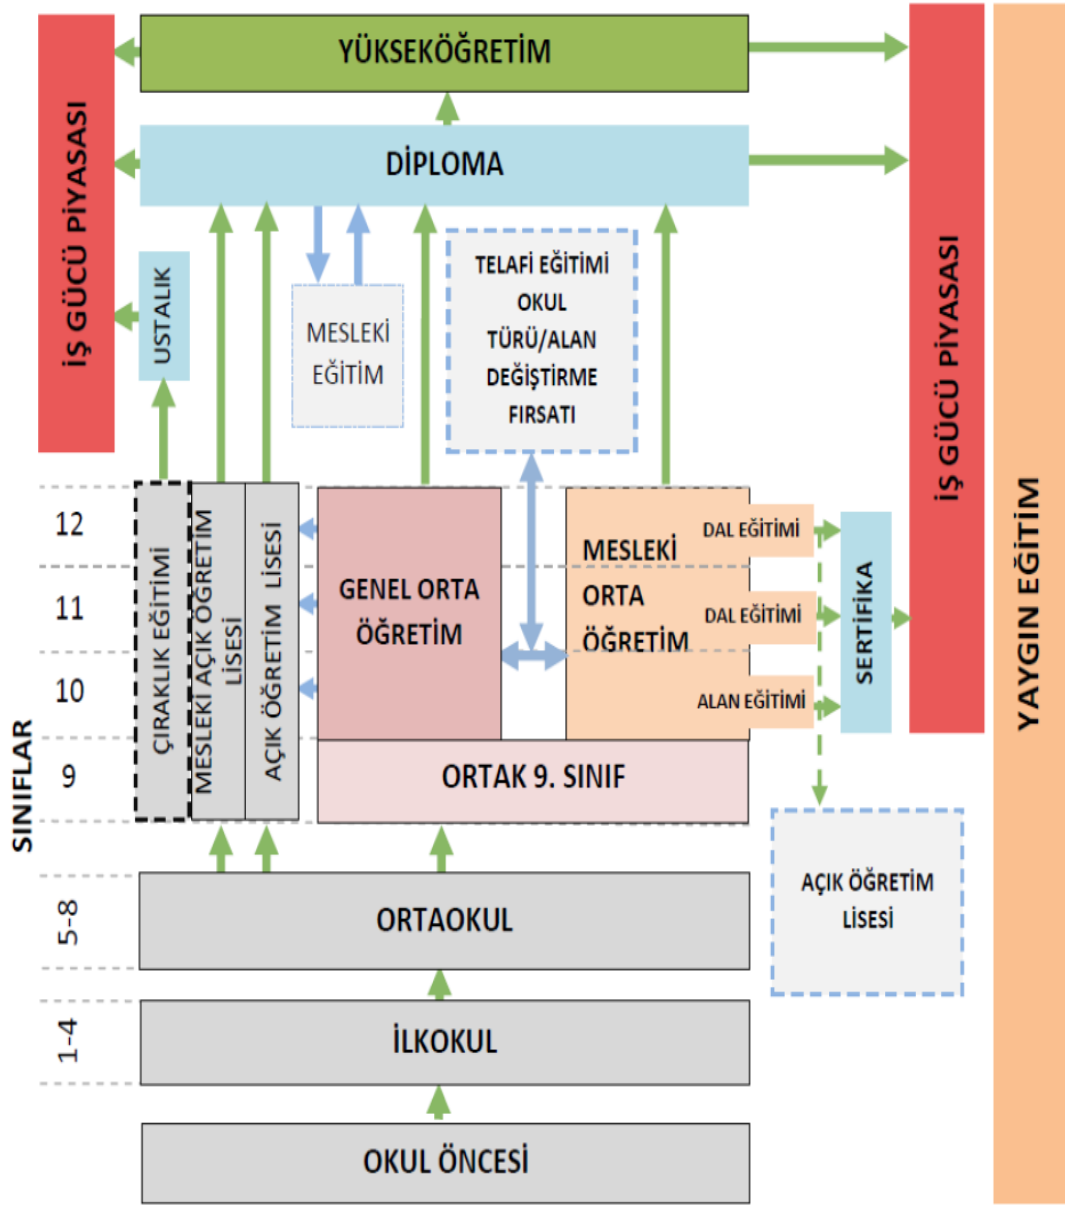 YÜKSEKÖĞRETİM
DİPLOMA
İŞ GÜCÜ PİYASASI
İŞ GÜCÜ PİYASASI
YAYGIN EĞİTİM
USTALIK
MESLEKİ
EĞİTİM
TELAFİ EĞİTİMİ
OKUL
TÜRÜ/ALAN
DEĞİŞTİRME
FIRSATI
SINIFLAR
12
11
10
9
5-8
1-4
ÇIRAKLIK EĞİTİMİ
MESLEKİ AÇIK ÖĞRETİM
LİSESİ
AÇIK ÖĞRETİM LİSESİ
GENEL ORTA
ÖĞRETİM
MESLEKİ
ORTA
ÖĞRETİM
DAL EĞİTİMİ
DAL EĞİTİMİ
ALAN EĞİTİMİ
SERTİFİKA
ORTAK 9. SINIF
AÇIK ÖĞRETİM
LİSESİ
ORTAOKUL
İLKOKUL
OKUL ÖNCESİ